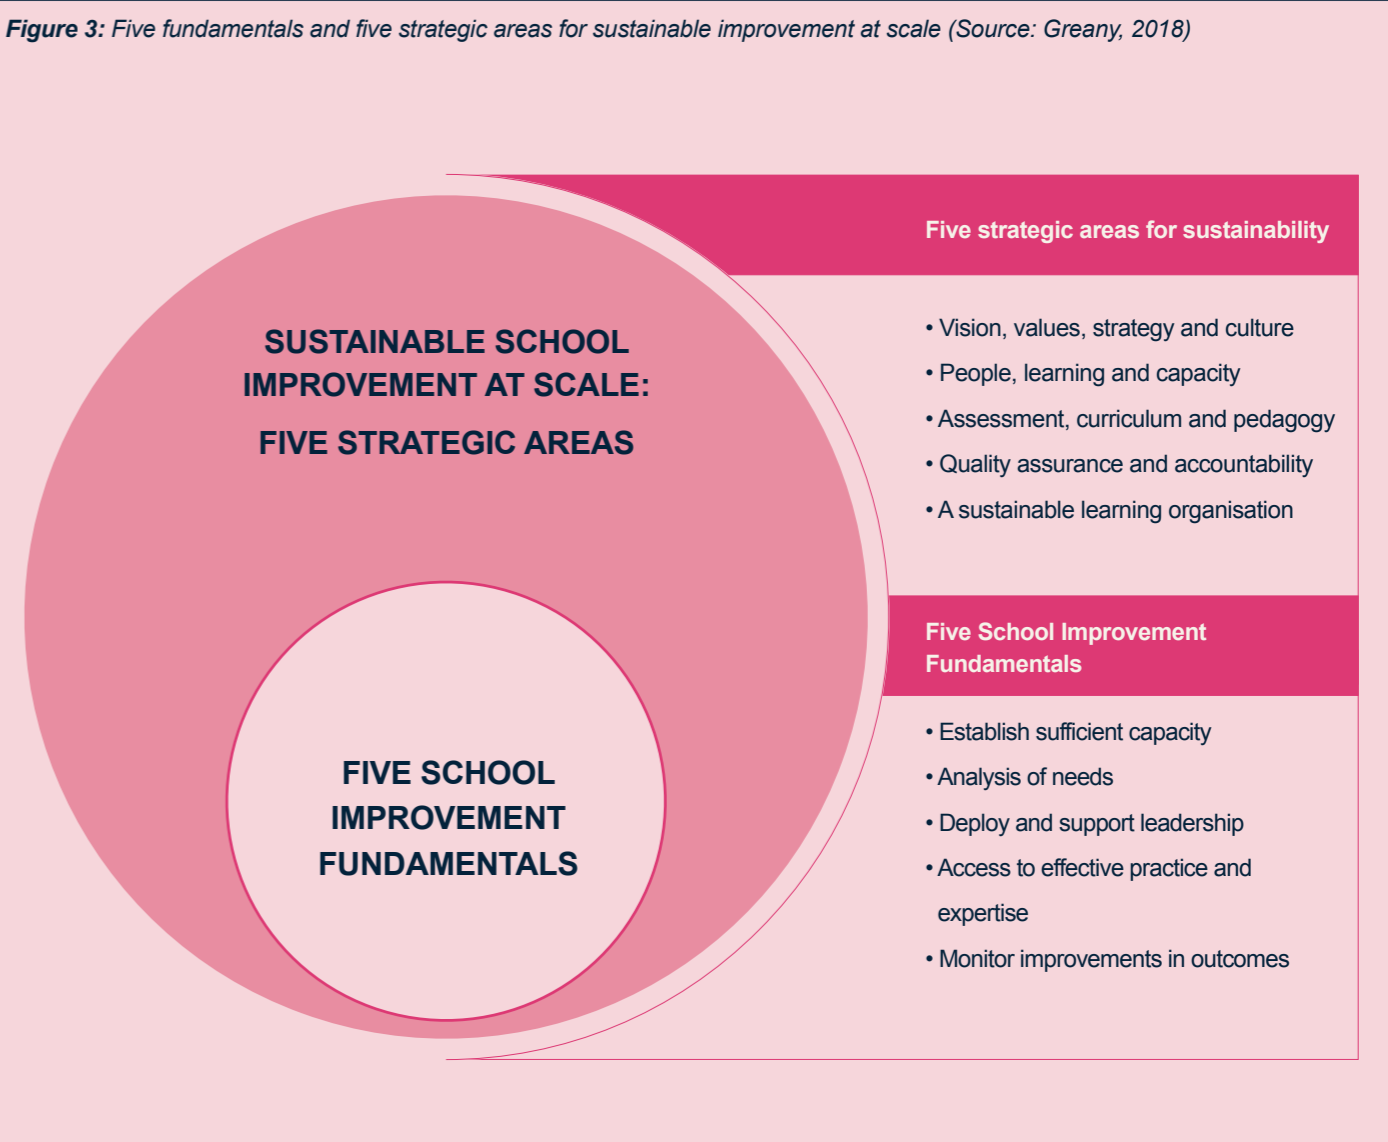 Figure 3: Five fundamentals and five strategic areas for sustainable improvement at scale (Source: Greany, 2018)
SUSTAINABLE SCHOOL
IMPROVEMENT AT SCALE:
FIVE STRATEGIC AREAS
FIVE SCHOOL
IMPROVEMENT
FUNDAMENTALS
Five strategic areas for sustainability
• Vision, values, strategy and culture
• People, learning and capacity
• Assessment, curriculum and pedagogy
• Quality assurance and accountability
• A sustainable learning organisation
Five School Improvement
Fundamentals
• Establish sufficient capacity
• Analysis of needs
• Deploy and support leadership
• Access to effective practice and
expertise
• Monitor improvements in outcomes